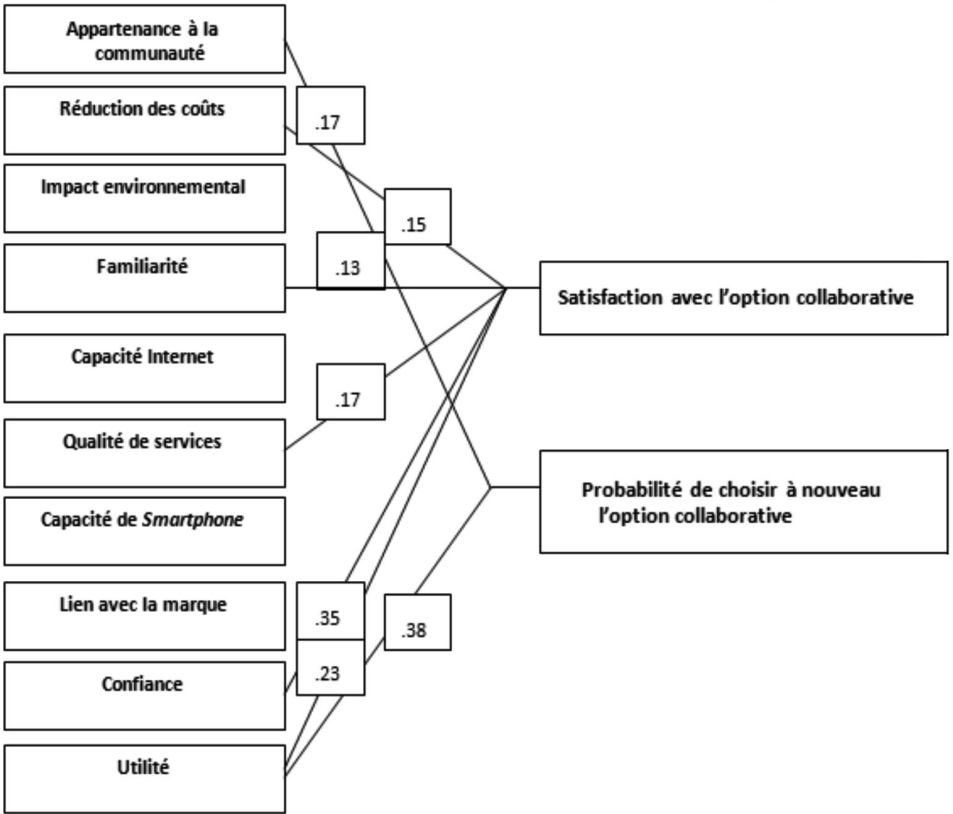 Appartenance à la
communauté
Réduction des coûts
.17
Impact environnemental
.15
Familiarité
.13
Satisfaction avec l'option collaborative
Capacité Internet
.17
Qualité de services
Probabilité de choisir à nouveau
l'option collaborative
Capacité de Smartphone
Lien avec la marque
.35
.38
Confiance
.23
Utilité